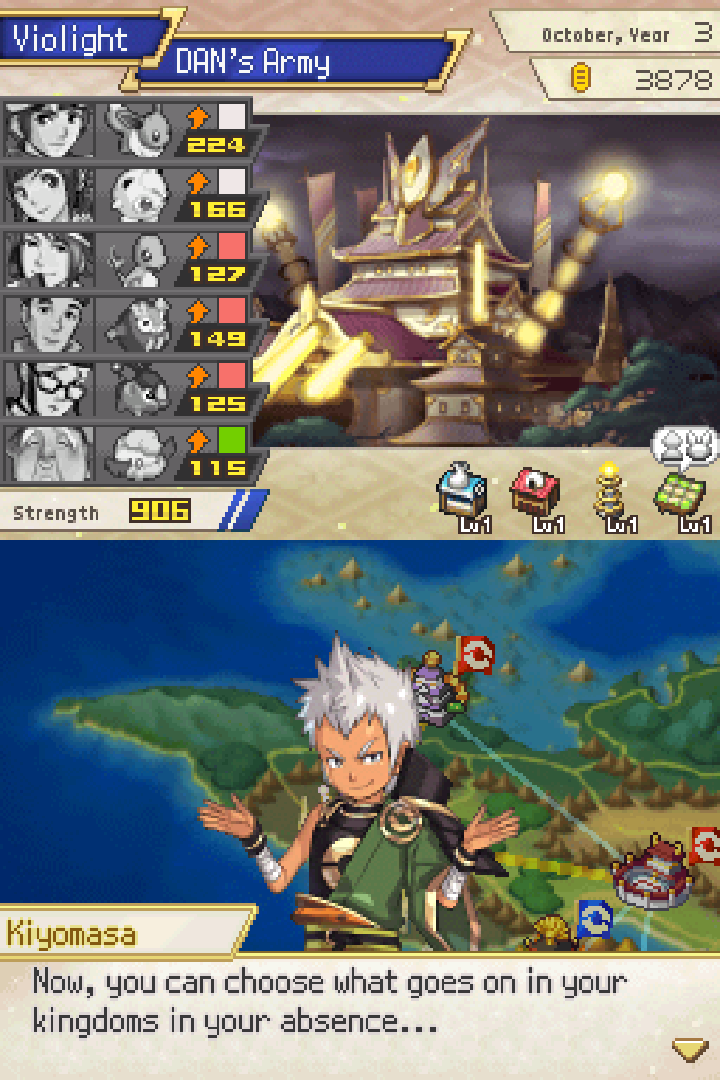 Violight
DAN's Army
October, Year 3
3878
224
166
127
149
125
115
Strength 906
Lv1 Lv1 Lv1 Lv1
Kiyomasa
Now, you can choose what goes on in your
kingdoms in your absence...